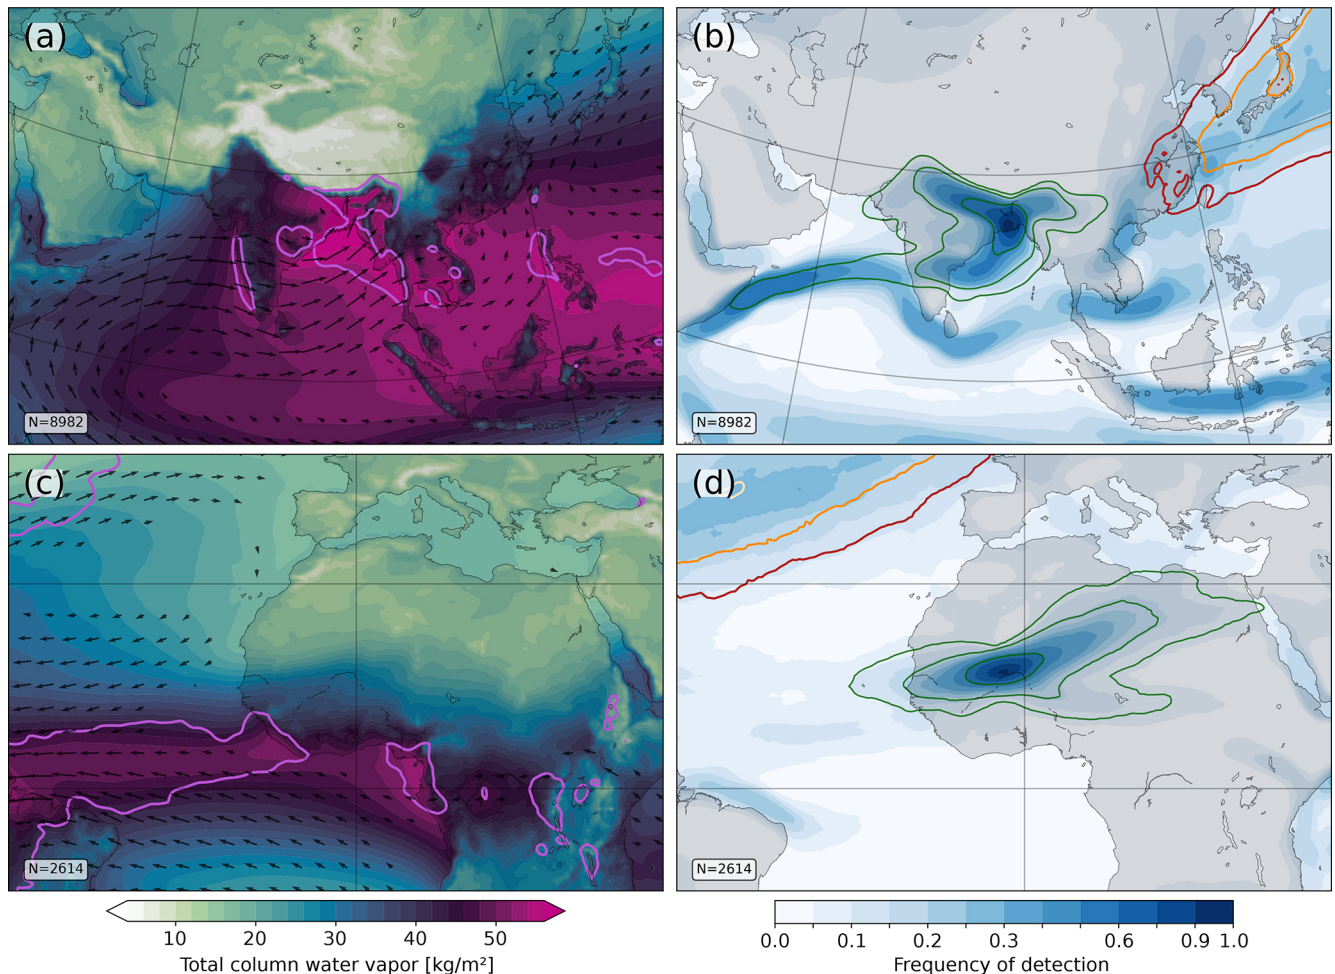 (a)
(b)
N=8982
N=8982
(c)
(d)
N=2614
N=2614
10 20 30 40 50
Total column water vapor [kg/m²]
0.0 0.1 0.2 0.3 0.6 0.9 1.0
Frequency of detection